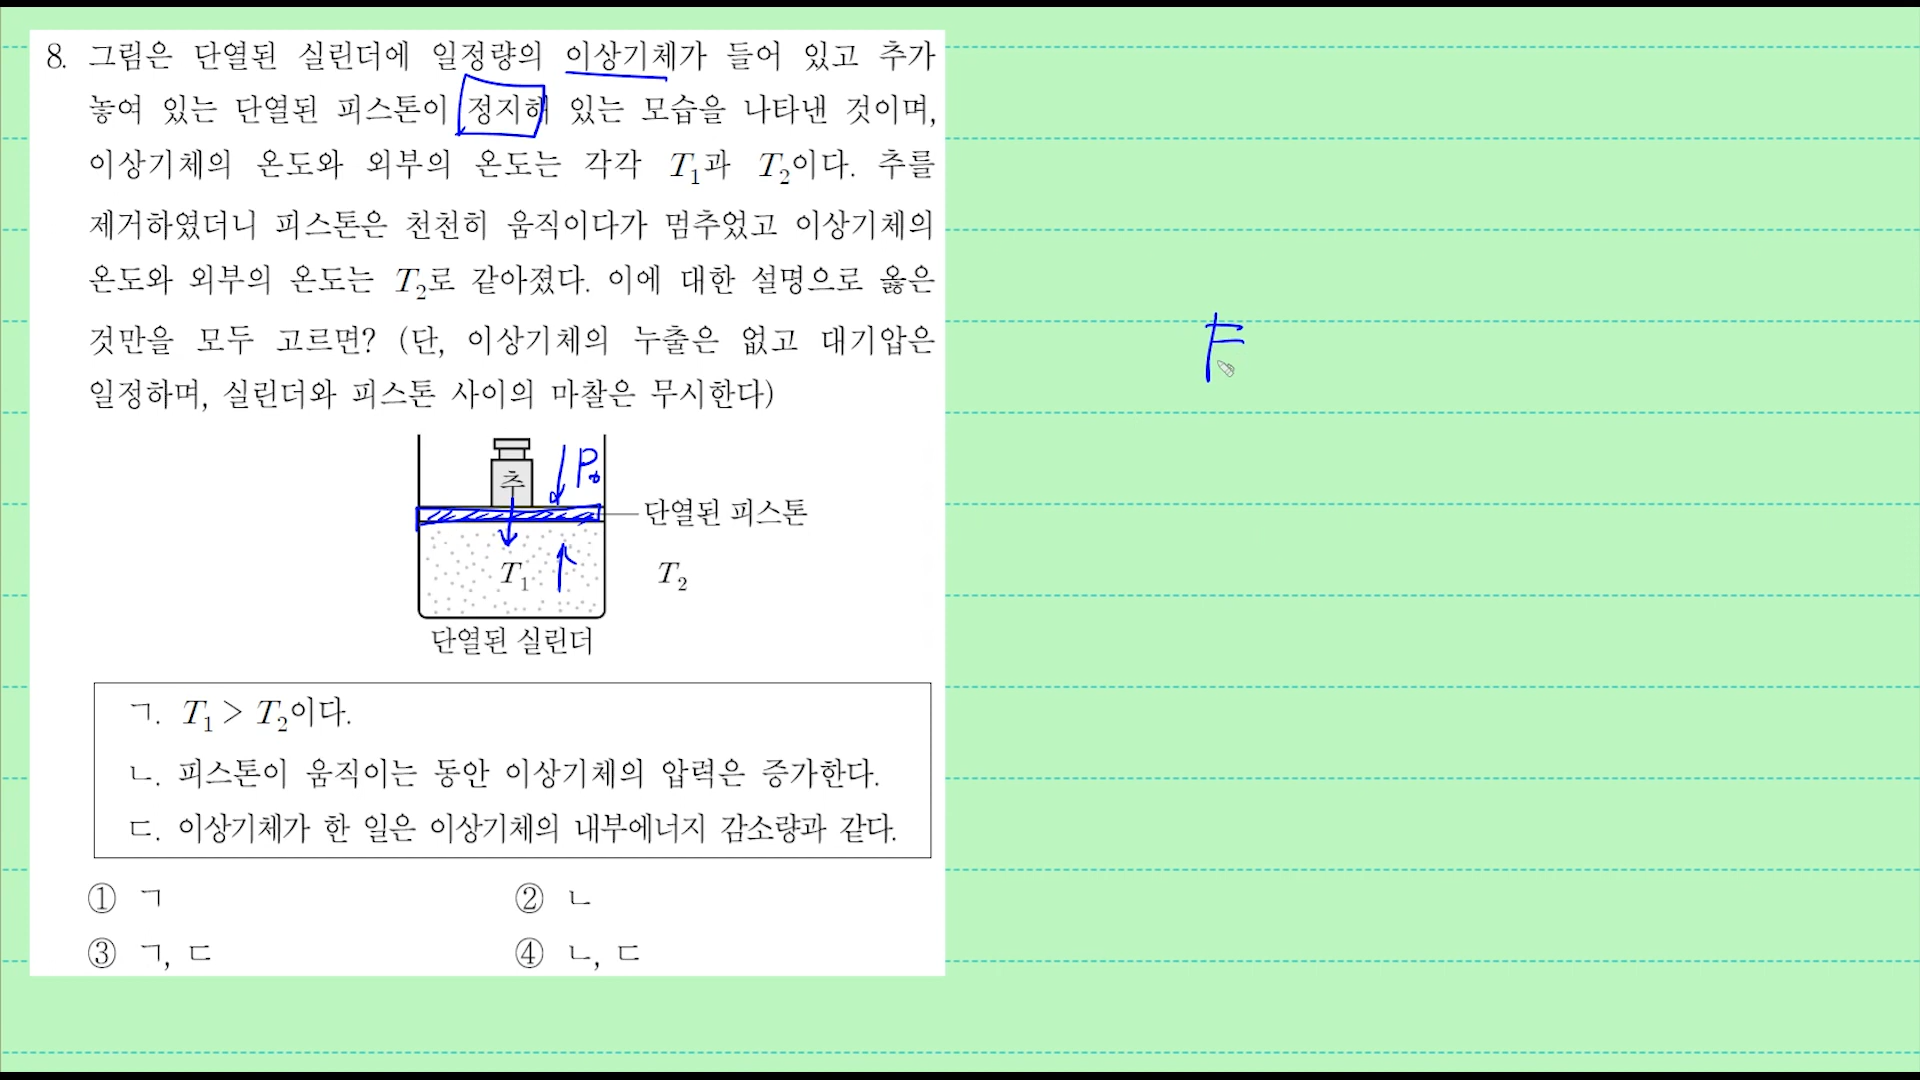 8. 그림은 단열된 실린더에 일정량의 이상기체가 들어 있고 추가
놓여 있는 단열된 피스톤이 정지해 있는 모습을 나타낸 것이며,
이상기체의 온도와 외부의 온도는 각각 T₁과 T₂이다. 추를
제거하였더니 피스톤은 천천히 움직이다가 멈추었고 이상기체의
온도와 외부의 온도는 T₂로 같아졌다. 이에 대한 설명으로 옳은
것만을 모두 고르면? (단, 이상기체의 누출은 없고 대기압은
일정하며, 실린더와 피스톤 사이의 마찰은 무시한다)
F
추
P₀
단열된 피스톤
T₁
T₂
단열된 실린더
ㄱ. T₁ > T₂이다.
ㄴ. 피스톤이 움직이는 동안 이상기체의 압력은 증가한다.
ㄷ. 이상기체가 한 일은 이상기체의 내부에너지 감소량과 같다.
① ㄱ
② ㄴ
③ ㄱ, ㄷ
④ ㄴ, ㄷ